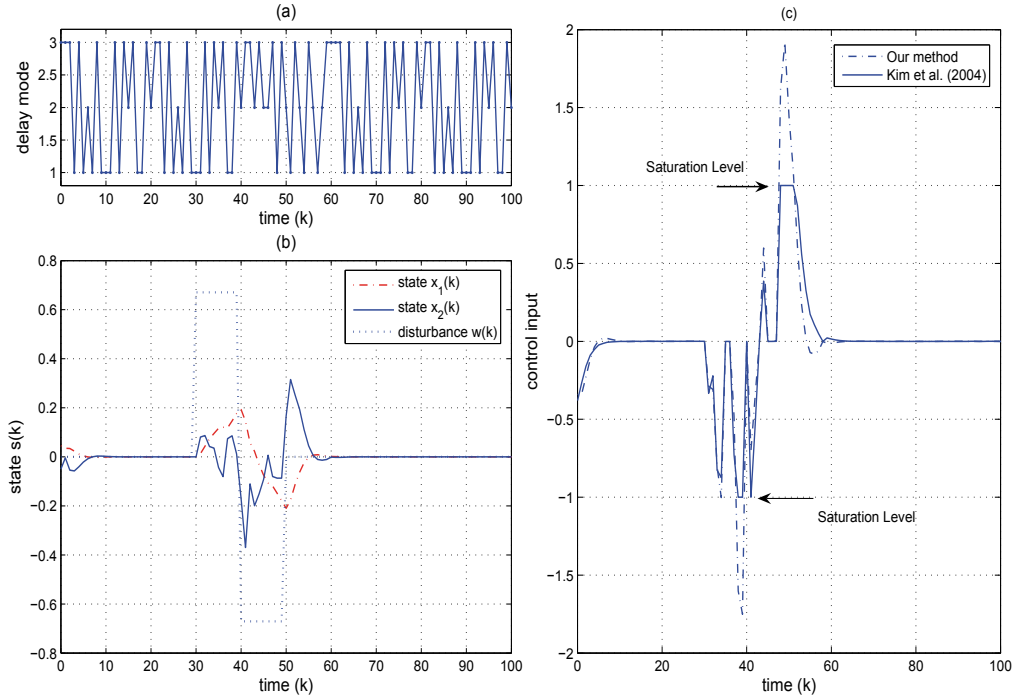 (a)
3
2.5
2
1.5
1
delay mode
0 10 20 30 40 50 60 70 80 90 100
time (k)
(b)
0.8
0.6
0.4
0.2
0
−0.2
−0.4
−0.6
−0.8
state s(k)
state x_1(k)
state x_2(k)
disturbance w(k)
0 10 20 30 40 50 60 70 80 90 100
time (k)
(c)
2
1.5
1
0.5
0
−0.5
−1
−1.5
−2
control input
Our method
Kim et al. (2004)
Saturation Level
Saturation Level
0 20 40 60 80 100
time (k)